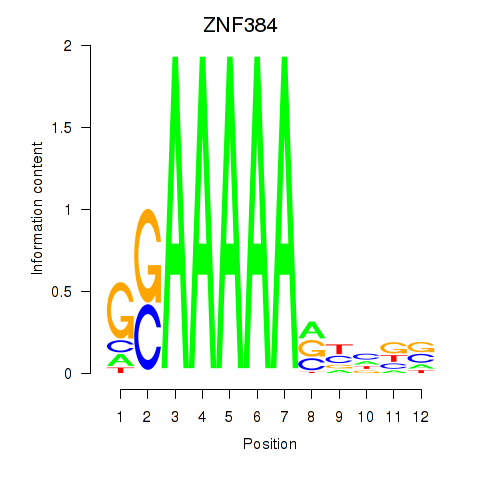 ZNF384
Information content
2
1.5
1
0.5
0
G C A T
G C
A
A
A
A
A
A G C T
T C G A
C A T G
G T C A
G C A T
1 2 3 4 5 6 7 8 9 10 11 12
Position